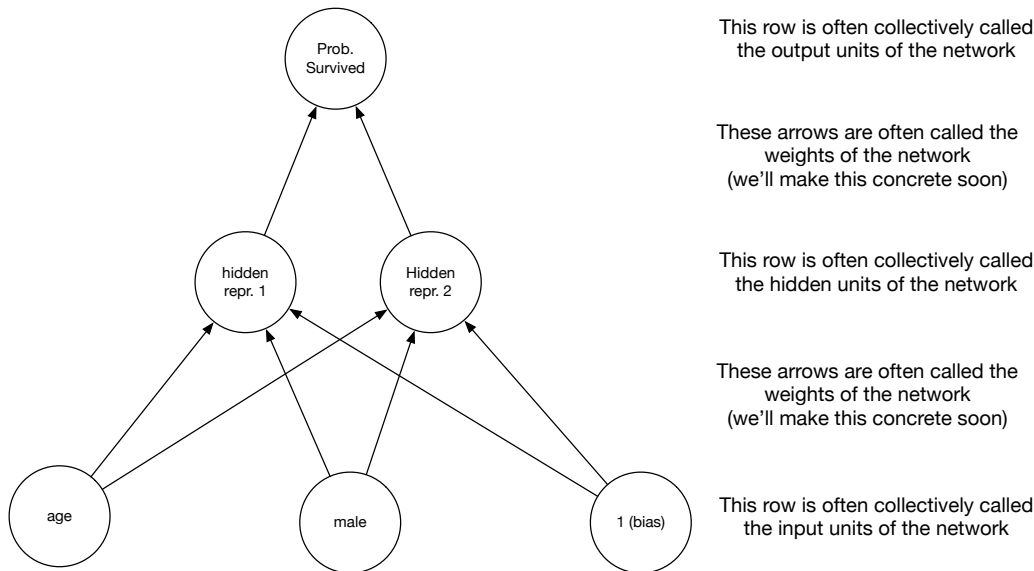 Prob.
Survived
This row is often collectively called
the output units of the network
These arrows are often called the
weights of the network
(we'll make this concrete soon)
hidden
repr. 1
Hidden
repr. 2
This row is often collectively called
the hidden units of the network
These arrows are often called the
weights of the network
(we'll make this concrete soon)
age
male
1 (bias)
This row is often collectively called
the input units of the network